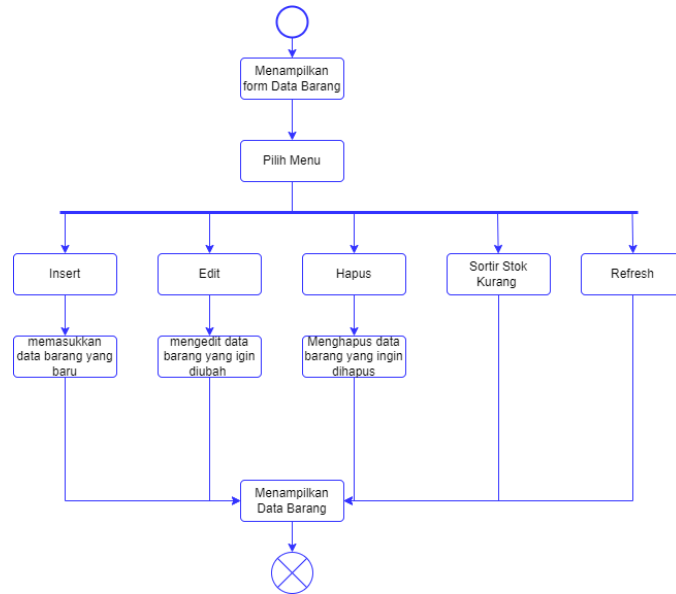 Menampilkan
form Data Barang
Pilih Menu
Insert
Edit
Hapus
Sortir Stok
Kurang
Refresh
memasukkan
data barang yang
baru
mengedit data
barang yang igin
diubah
Menghapus data
barang yang ingin
dihapus
Menampilkan
Data Barang